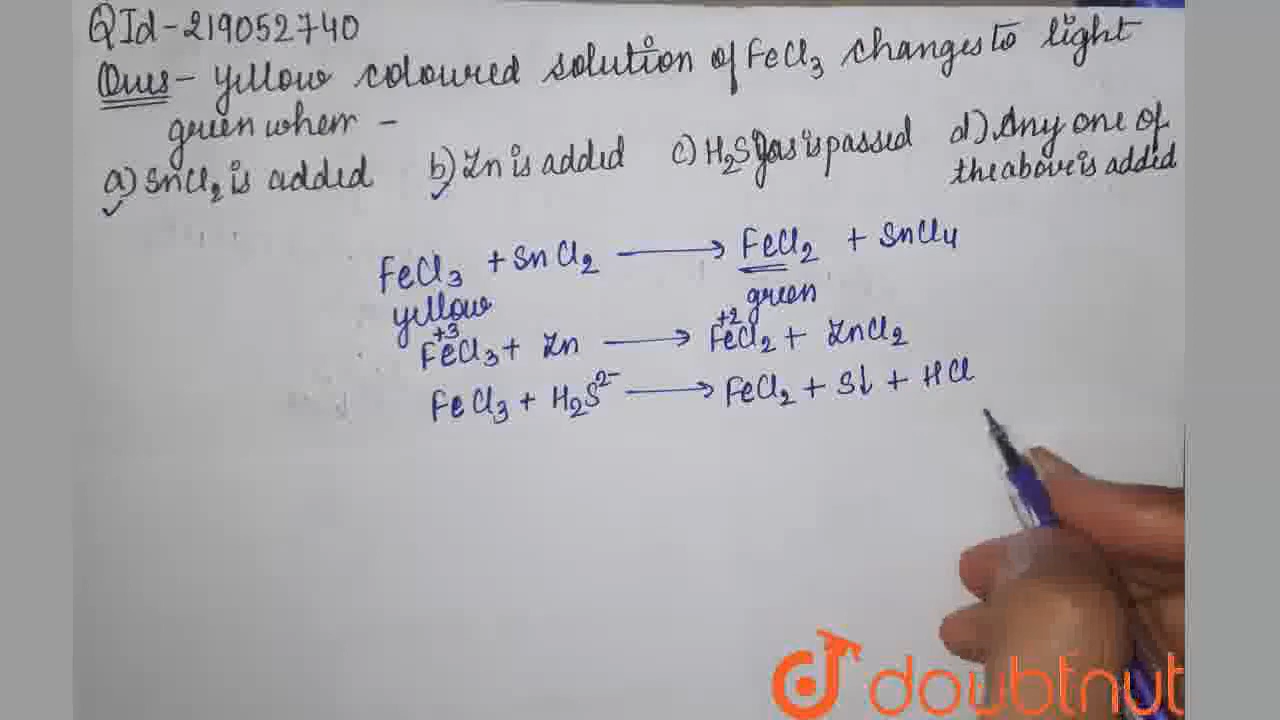 QId-219052740
Ques- Yellow coloured solution of FeCl₃ changes to light
green when -
a) SnCl₂ is added b) Zn is added c) H₂S gas is passed d) Any one of
the above is added
FeCl₃ + SnCl₂ ⟶ FeCl₂ + SnCl₄
yellow green
+3 +2
FeCl₃ + Zn ⟶ FeCl₂ + ZnCl₂
FeCl₃ + H₂S²⁻ ⟶ FeCl₂ + S↓ + HCl
doubtnut